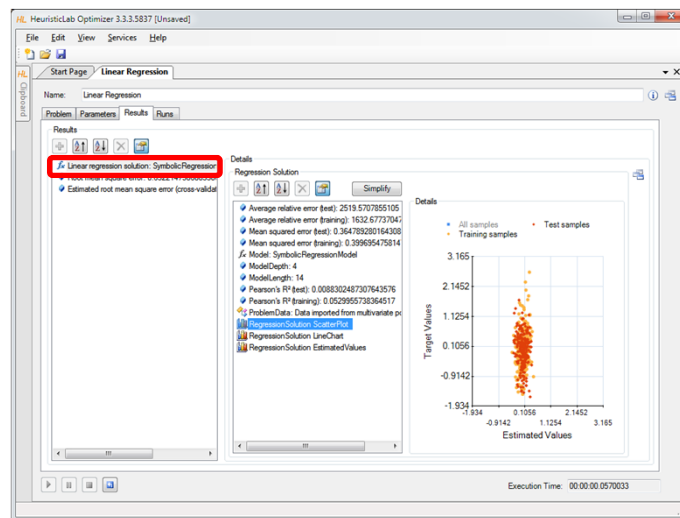 HL HeuristicLab Optimizer 3.3.3.5837 [Unsaved]
File Edit View Services Help
HL
Clipboard
Start Page Linear Regression
Name: Linear Regression
Problem Parameters Results Runs
Results
Linear regression solution: SymbolicRegression
Estimated root mean square error (cross-validat
Details
Regression Solution
Simplify
Average relative error (test): 2519.5707855105
Average relative error (training): 1632.67737047
Mean squared error (test): 0.364789280164308
Mean squared error (training): 0.399695475814
Model: SymbolicRegressionModel
ModelDepth: 4
ModelLength: 14
Pearson's R² (test): 0.0088302487307643576
Pearson's R² (training): 0.0529955738364517
ProblemData: Data imported from multivariate po
RegressionSolution ScatterPlot
RegressionSolution LineChart
RegressionSolution EstimatedValues
Details
All samples Test samples
Training samples
Target Values
3.165
2.1452
1.1254
0.1056
-0.9142
-1.934
-1.934 0.1056 2.1452
-0.9142 1.1254 3.165
Estimated Values
Execution Time: 00:00:00.0570033